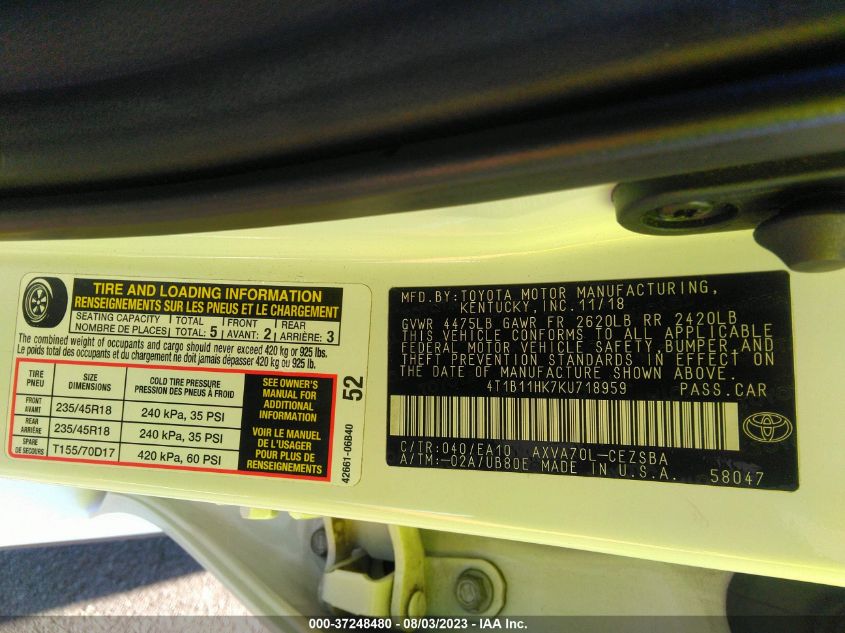 TIRE AND LOADING INFORMATION
RENSEIGNEMENTS SUR LES PNEUS ET LE CHARGEMENT
SEATING CAPACITY TOTAL FRONT REAR
NOMBRE DE PLACES TOTAL: 5 AVANT: 2 ARRIÈRE: 3
The combined weight of occupants and cargo should never exceed 420 kg or 925 lbs.
Le poids total des occupants et du chargement ne doit jamais dépasser 420 kg ou 925 lb.
TIRE PNEU
SIZE DIMENSIONS
COLD TIRE PRESSURE
PRESSION DES PNEUS À FROID
FRONT AVANT 235/45R18 240 kPa, 35 PSI
REAR ARRIÈRE 235/45R18 240 kPa, 35 PSI
SPARE DE SECOURS T155/70D17 420 kPa, 60 PSI
SEE OWNER'S
MANUAL FOR
ADDITIONAL
INFORMATION
VOIR LE MANUEL
DE L'USAGER
POUR PLUS DE
RENSEIGNEMENTS
52
42661-06B40
MFD.BY:TOYOTA MOTOR MANUFACTURING,
KENTUCKY, INC. 11/18
GVWR 4475LB GAWR FR 2620LB RR 2420LB
THIS VEHICLE CONFORMS TO ALL APPLICABLE
FEDERAL MOTOR VEHICLE SAFETY, BUMPER, AND
THEFT PREVENTION STANDARDS IN EFFECT ON
THE DATE OF MANUFACTURE SHOWN ABOVE.
4T1B11HK7KU718959 PASS.CAR
C/TR:040/EA10 AXVA70L-CEZSBA
A/TM:-02A/UB80E MADE IN U.S.A. 58047
000-37248480 - 08/03/2023 - IAA Inc.